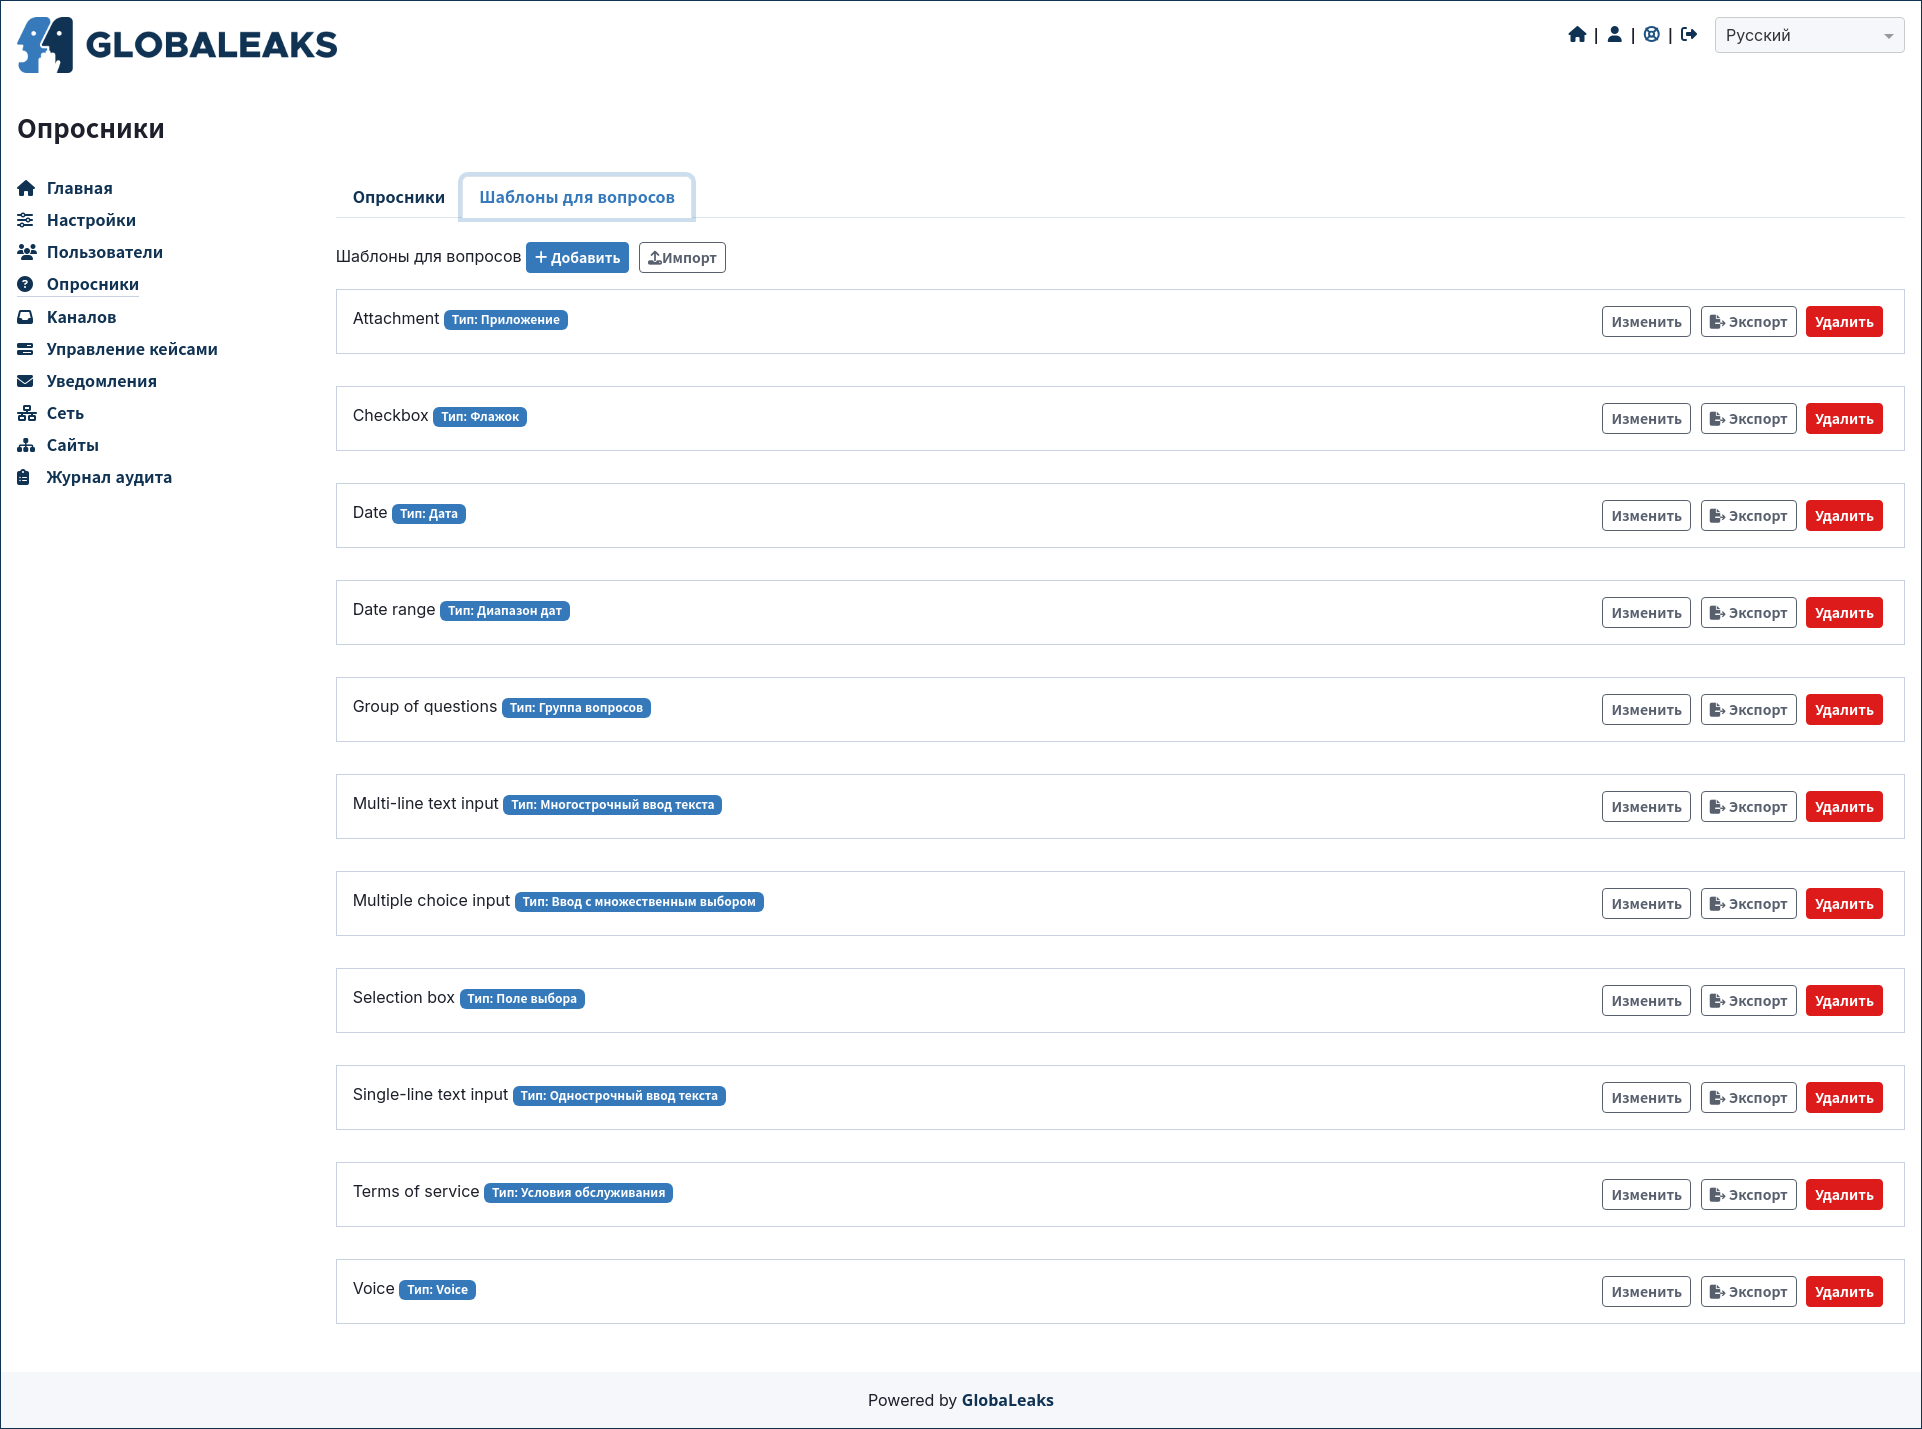 GLOBALEAKS
| | |
Русский
Опросники
Главная
Настройки
Пользователи
Опросники
Каналов
Управление кейсами
Уведомления
Сеть
Сайты
Журнал аудита
Опросники Шаблоны для вопросов
Шаблоны для вопросов Добавить Импорт
Attachment Тип: Приложение Изменить Экспорт Удалить
Checkbox Тип: Флажок Изменить Экспорт Удалить
Date Тип: Дата Изменить Экспорт Удалить
Date range Тип: Диапазон дат Изменить Экспорт Удалить
Group of questions Тип: Группа вопросов Изменить Экспорт Удалить
Multi-line text input Тип: Многострочный ввод текста Изменить Экспорт Удалить
Multiple choice input Тип: Ввод с множественным выбором Изменить Экспорт Удалить
Selection box Тип: Поле выбора Изменить Экспорт Удалить
Single-line text input Тип: Однострочный ввод текста Изменить Экспорт Удалить
Terms of service Тип: Условия обслуживания Изменить Экспорт Удалить
Voice Тип: Voice Изменить Экспорт Удалить
Powered by GlobaLeaks